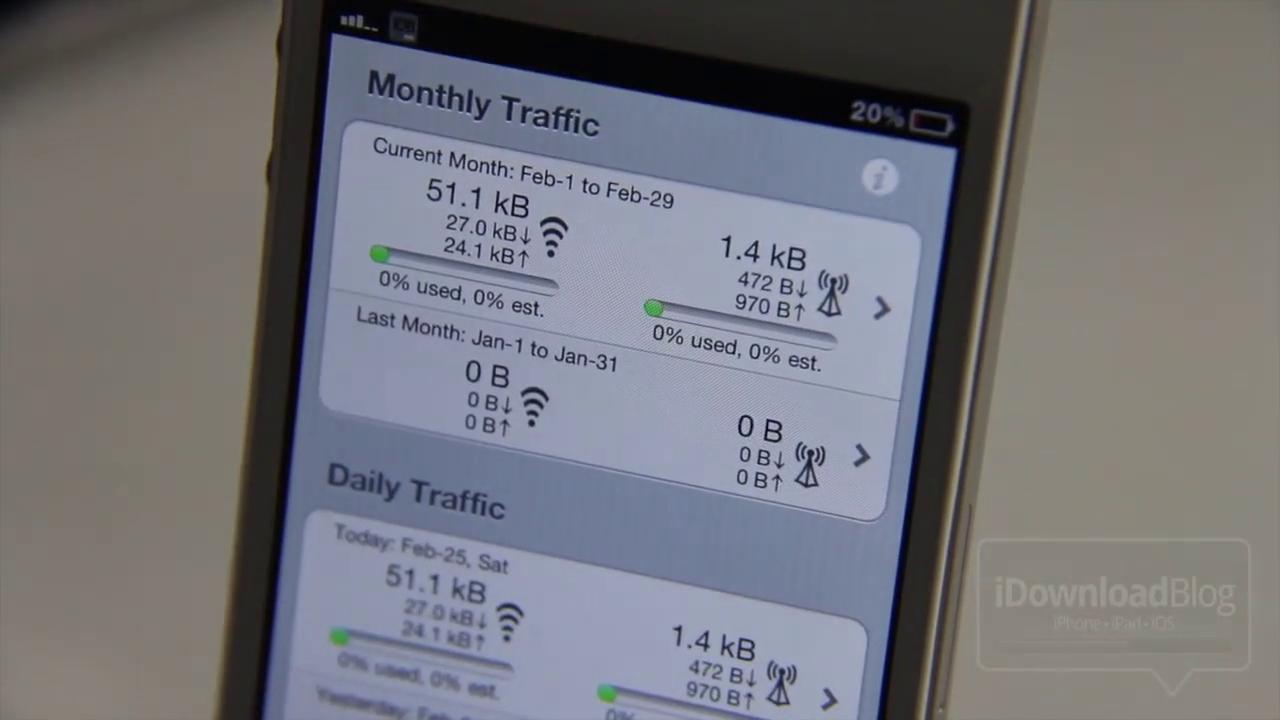 20%
Monthly Traffic
Current Month: Feb-1 to Feb-29
51.1 kB
27.0 kB↓
24.1 kB↑
0% used, 0% est.
1.4 kB
472 B↓
970 B↑
0% used, 0% est.
Last Month: Jan-1 to Jan-31
0 B
0 B↓
0 B↑
0 B
0 B↓
0 B↑
Daily Traffic
Today: Feb-25, Sat
51.1 kB
27.0 kB↓
24.1 kB↑
0% used, 0% est.
1.4 kB
472 B↓
970 B↑
0%
Yesterday: Feb
iDownloadBlog
iPhone • iPad • iOS